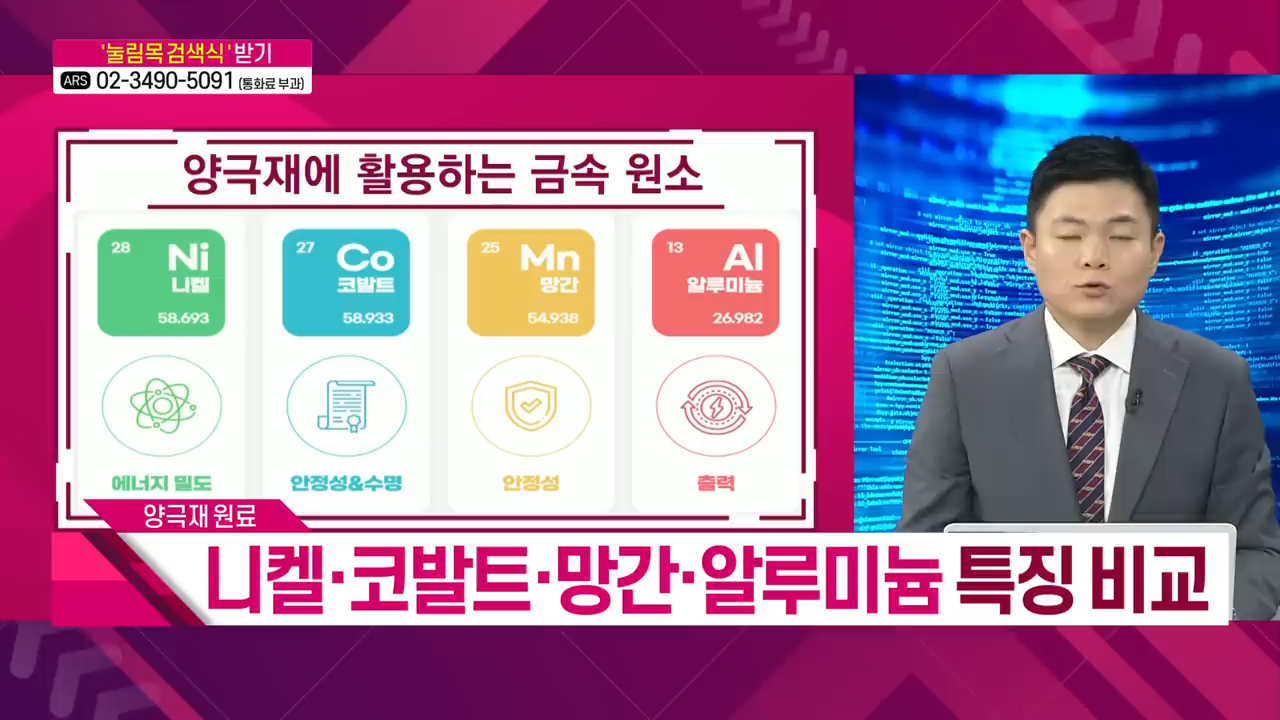 '눌림목 검색식' 받기
ARS 02-3490-5091 (통화료 부과)
양극재에 활용하는 금속 원소
28 Ni 니켈 58.693
27 Co 코발트 58.933
25 Mn 망간 54.938
13 Al 알루미늄 26.982
에너지 밀도
안정성&수명
안정성
출력
양극재 원료
니켈·코발트·망간·알루미늄 특징 비교